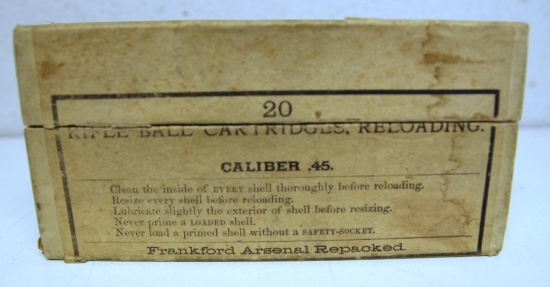 20
RIFLE BALL CARTRIDGES, RELOADING.
CALIBER .45.
Clean the inside of EVERY shell thoroughly before reloading.
Resize every shell before reloading.
Lubricate slightly the exterior of shell before resizing.
Never prime a LOADED shell.
Never load a primed shell without a SAFETY-SOCKET.
Frankford Arsenal Repacked.